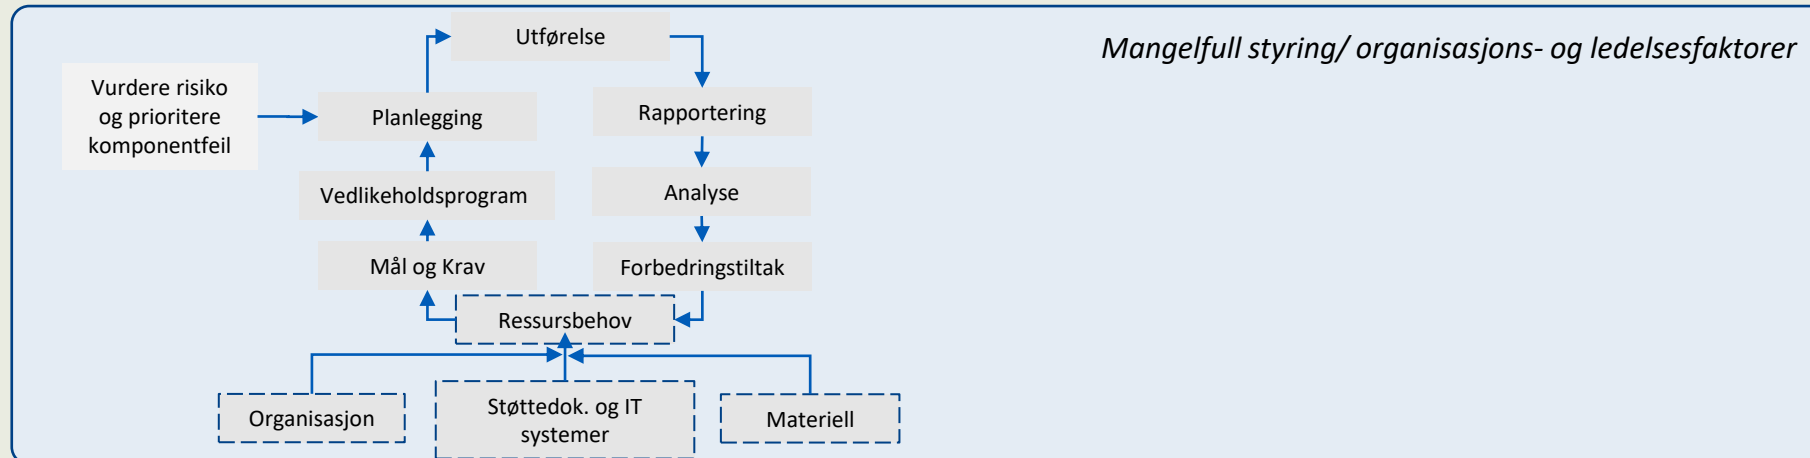 Utførelse
Mangelfull styring/ organisasjons- og ledelsesfaktorer
Vurdere risiko
og prioritere
komponentfeil
Planlegging
Rapportering
Vedlikeholdsprogram
Analyse
Mål og Krav
Forbedringstiltak
Ressursbehov
Organisasjon
Støttedok. og IT
systemer
Materiell